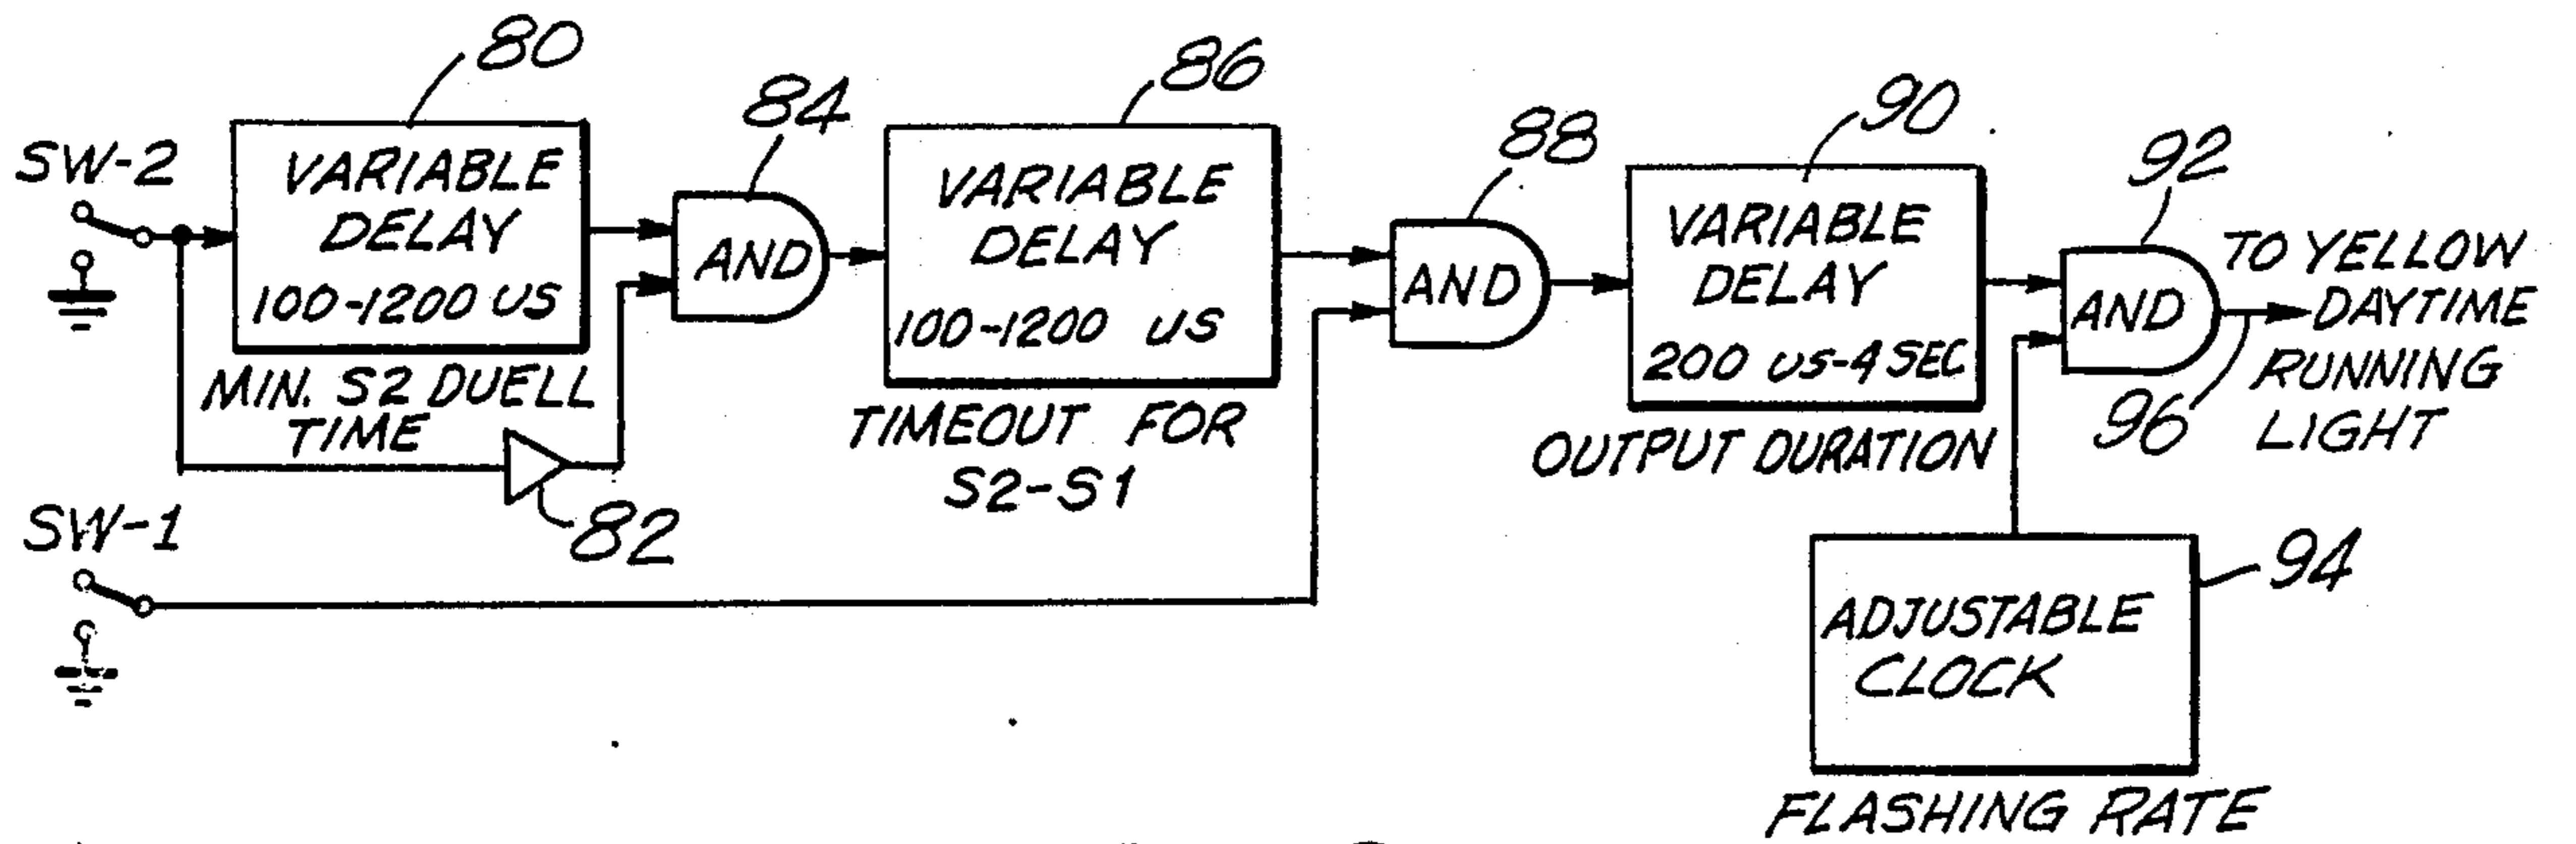 80
SW-2
VARIABLE
DELAY
100-1200 US
MIN. S2 DUELL
TIME
82
84
86
VARIABLE
DELAY
100-1200 US
TIMEOUT FOR
S2-S1
SW-1
88
AND
AND
90
VARIABLE
DELAY
200 US-4 SEC
OUTPUT DURATION
92
AND
TO YELLOW
DAYTIME
RUNNING
LIGHT
96
94
ADJUSTABLE
CLOCK
FLASHING RATE